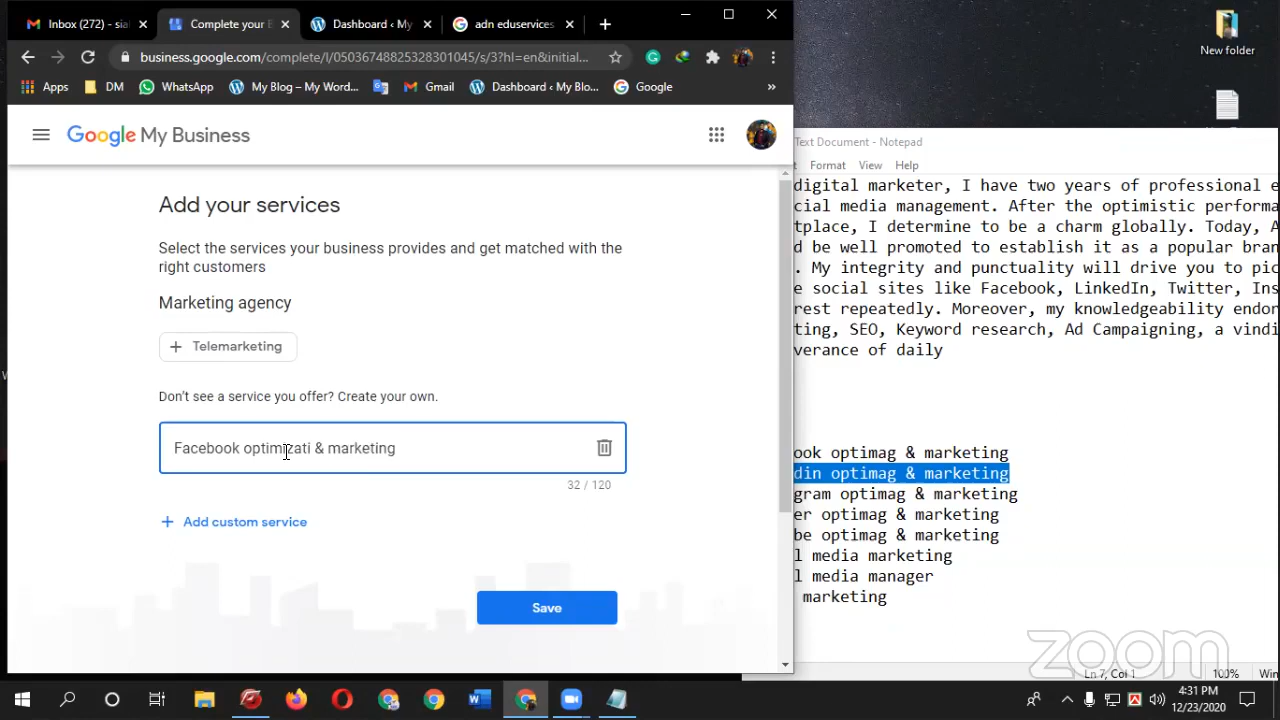 Inbox (272) - sial
Complete your E
Dashboard ‹ My
adn eduservices
business.google.com/complete/l/05036748825328301045/s/3?hl=en&initial...
Apps
DM
WhatsApp
My Blog – My Word...
Gmail
Dashboard ‹ My Blo...
Google
»
New folder
Google My Business
Text Document - Notepad
Format View Help
Add your services
Select the services your business provides and get matched with the
right customers
Marketing agency
+ Telemarketing
Don't see a service you offer? Create your own.
Facebook optimizati & marketing
32 / 120
+ Add custom service
Save
digital marketer, I have two years of professional e
cial media management. After the optimistic performa
tplace, I determine to be a charm globally. Today, A
d be well promoted to establish it as a popular bran
. My integrity and punctuality will drive you to pic
e social sites like Facebook, LinkedIn, Twitter, Ins
rest repeatedly. Moreover, my knowledgeability endor
ting, SEO, Keyword research, Ad Campaigning, a vindi
verance of daily
ook optimag & marketing
din optimag & marketing
gram optimag & marketing
er optimag & marketing
be optimag & marketing
l media marketing
l media manager
marketing
zoom
Ln 7, Col 1
100%
Win
4:31 PM
12/23/2020